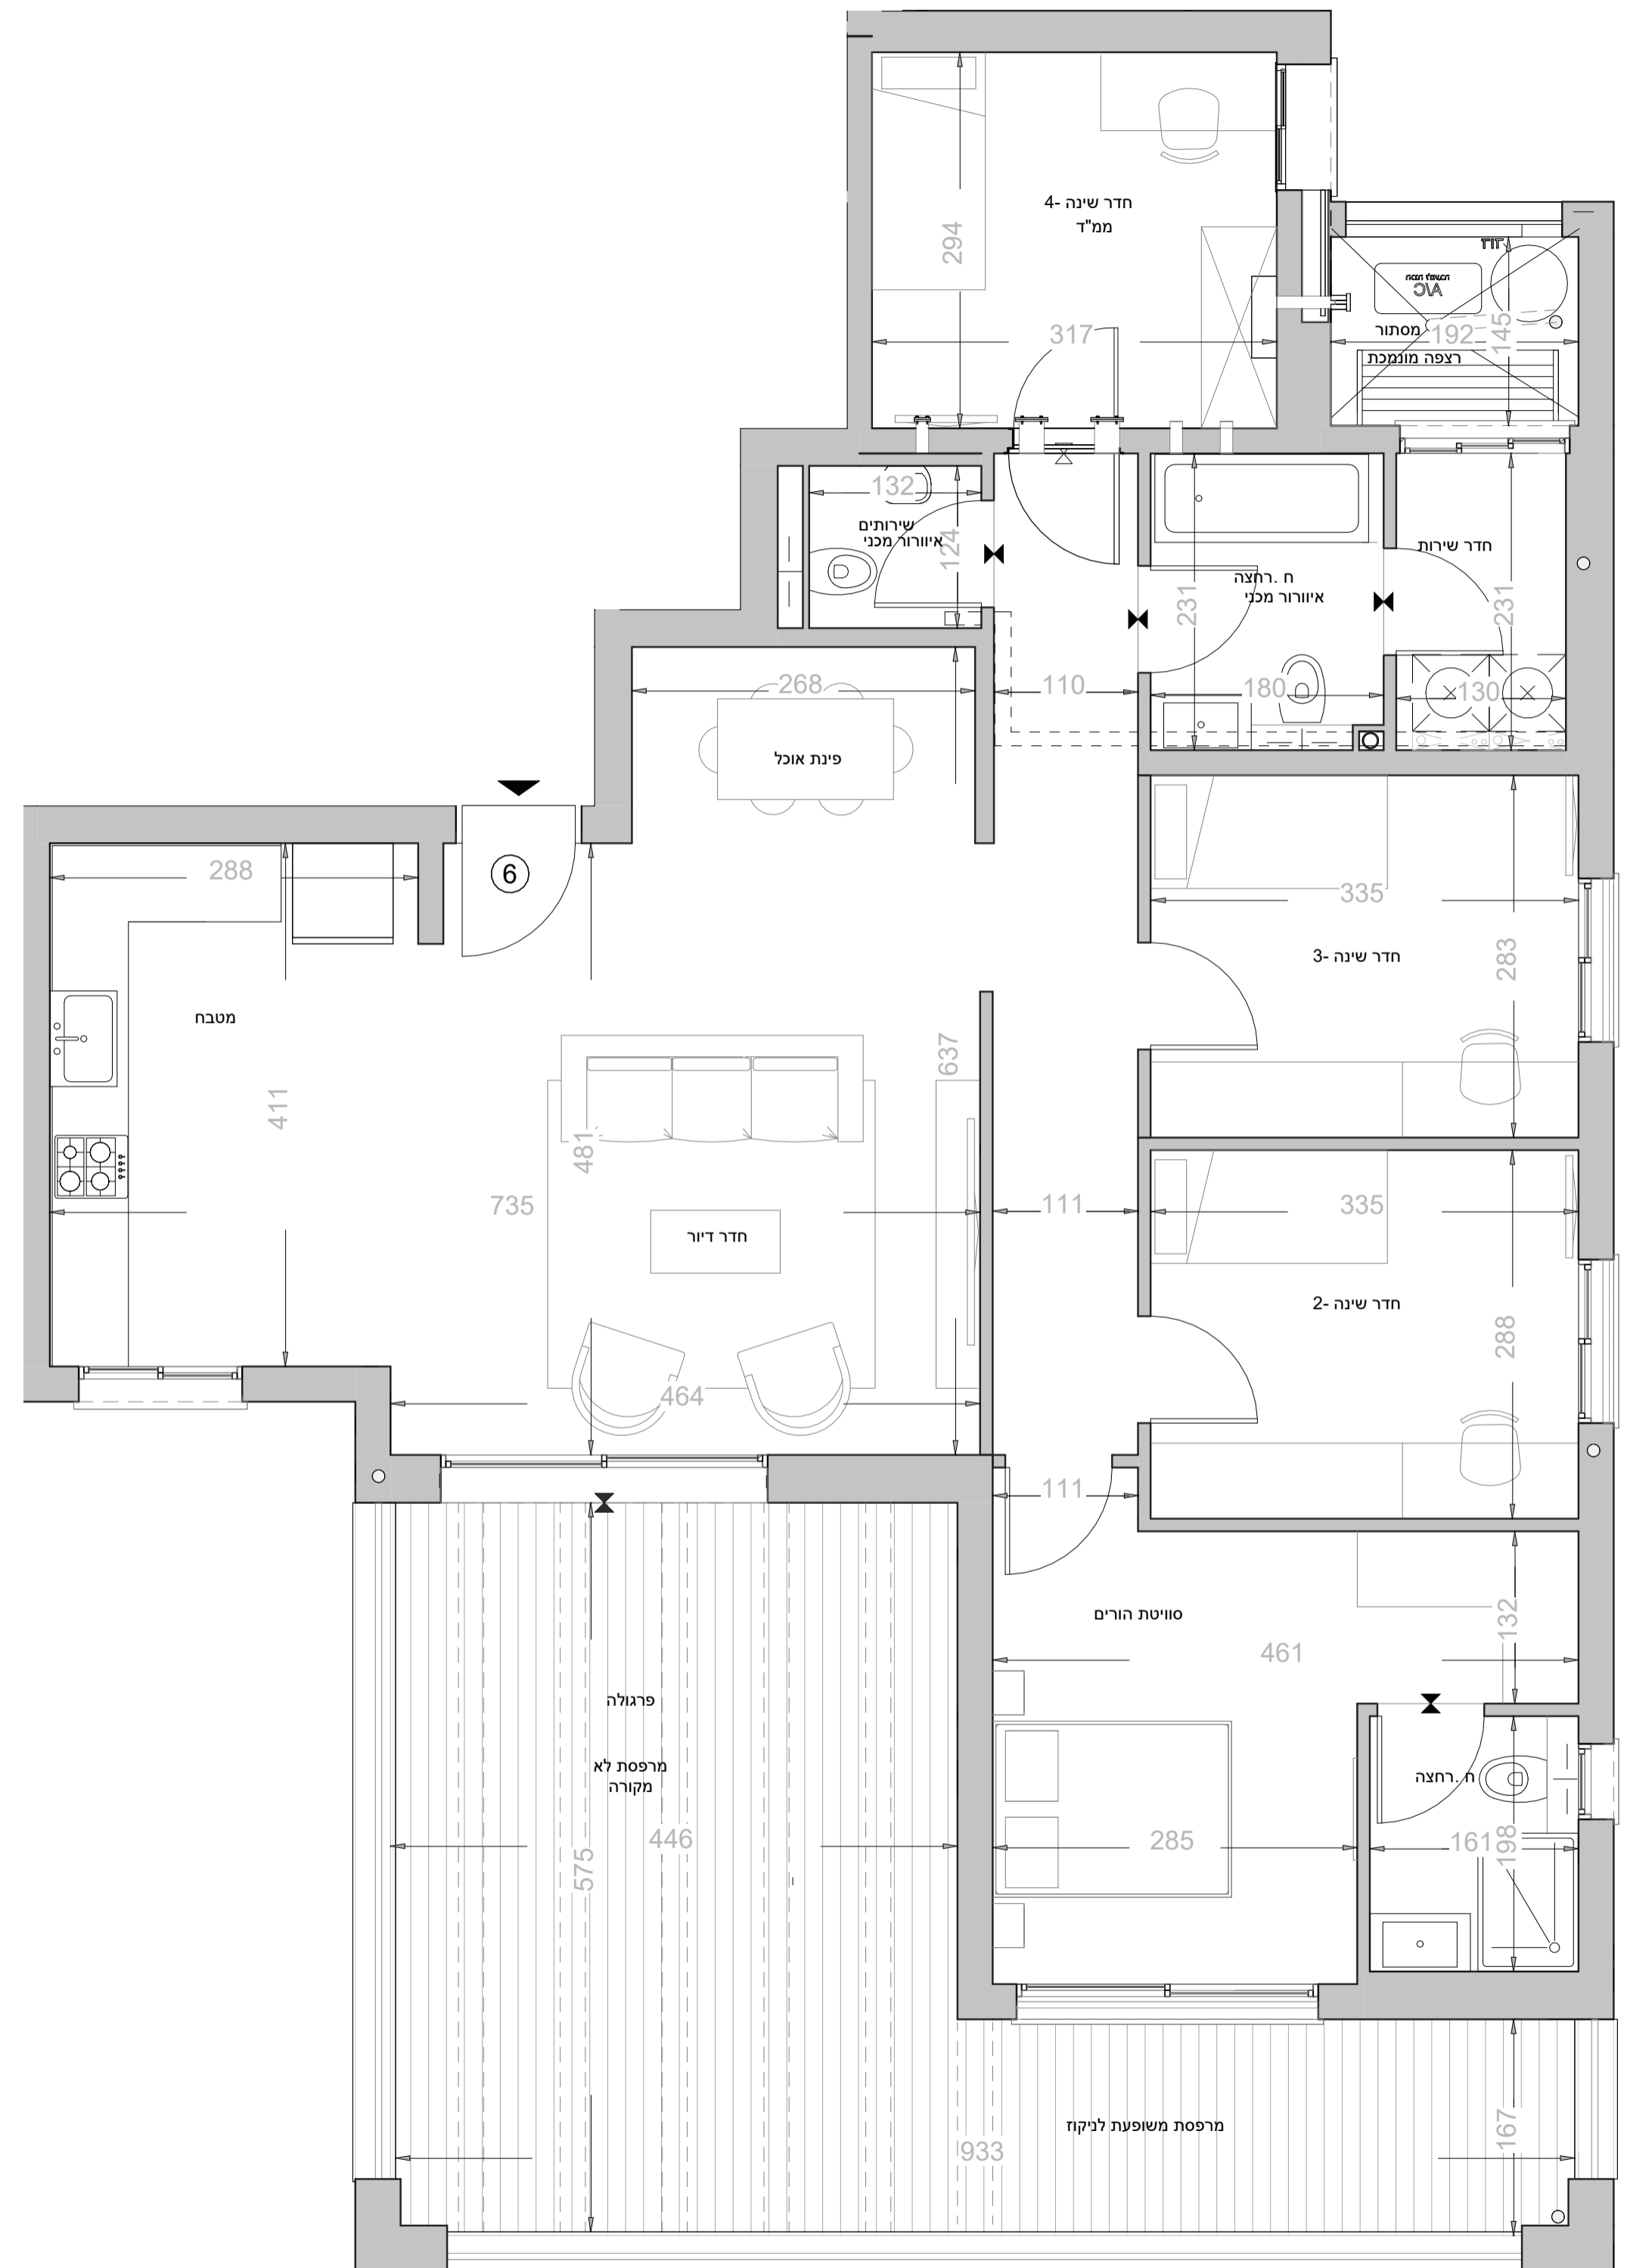 חדר שינה -4
ממ"ד
294
317
דוד
A/C
מסתור
192
145
רצפה מונמכת
132
שירותים
איוורור מכני
124
חדר שירות
ח .רחצה
איוורור מכני
231
231
268
110
180
130
פינת אוכל
6
288
335
חדר שינה -3
283
מטבח
637
411
481
735
111
335
חדר דיור
288
חדר שינה -2
464
111
סוויטת הורים
132
461
פרגולה
מרפסת לא
מקורה
ח .רחצה
446
575
285
161
198
מרפסת משופעת לניקוז
933
167